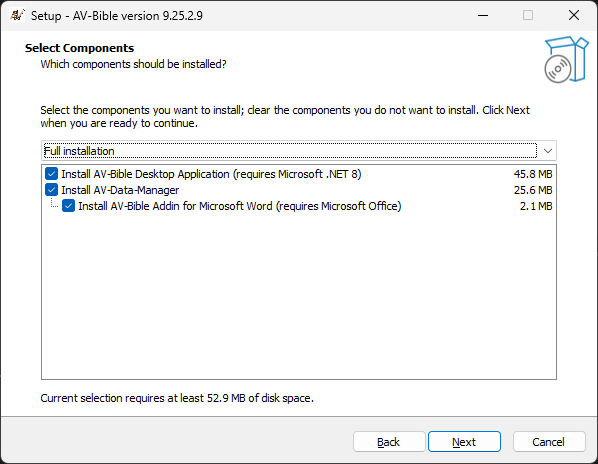 Setup - AV-Bible version 9.25.2.9
Select Components
Which components should be installed?
Select the components you want to install; clear the components you do not want to install. Click Next
when you are ready to continue.
Full installation
Install AV-Bible Desktop Application (requires Microsoft .NET 8) 45.8 MB
Install AV-Data-Manager 25.6 MB
Install AV-Bible Addin for Microsoft Word (requires Microsoft Office) 2.1 MB
Current selection requires at least 52.9 MB of disk space.
Back Next Cancel